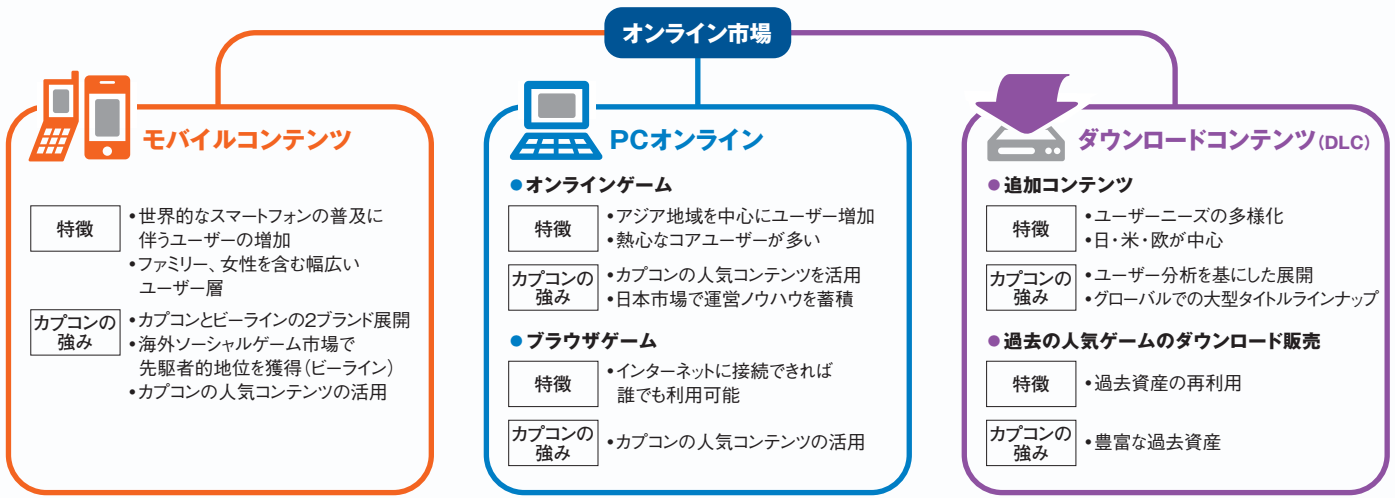 オンライン市場
モバイルコンテンツ
特徴
•世界的なスマートフォンの普及に
伴うユーザーの増加
•ファミリー、女性を含む幅広い
ユーザー層
カプコンの
強み
•カプコンとビーラインの2ブランド展開
•海外ソーシャルゲーム市場で
先駆者的地位を獲得（ビーライン）
•カプコンの人気コンテンツの活用
PCオンライン
●オンラインゲーム
特徴
•アジア地域を中心にユーザー増加
•熱心なコアユーザーが多い
カプコンの
強み
•カプコンの人気コンテンツを活用
•日本市場で運営ノウハウを蓄積
●ブラウザゲーム
特徴
•インターネットに接続できれば
誰でも利用可能
カプコンの
強み
•カプコンの人気コンテンツの活用
ダウンロードコンテンツ（DLC）
●追加コンテンツ
特徴
•ユーザーニーズの多様化
•日・米・欧が中心
カプコンの
強み
•ユーザー分析を基にした展開
•グローバルでの大型タイトルラインナップ
●過去の人気ゲームのダウンロード販売
特徴
•過去資産の再利用
カプコンの
強み
•豊富な過去資産